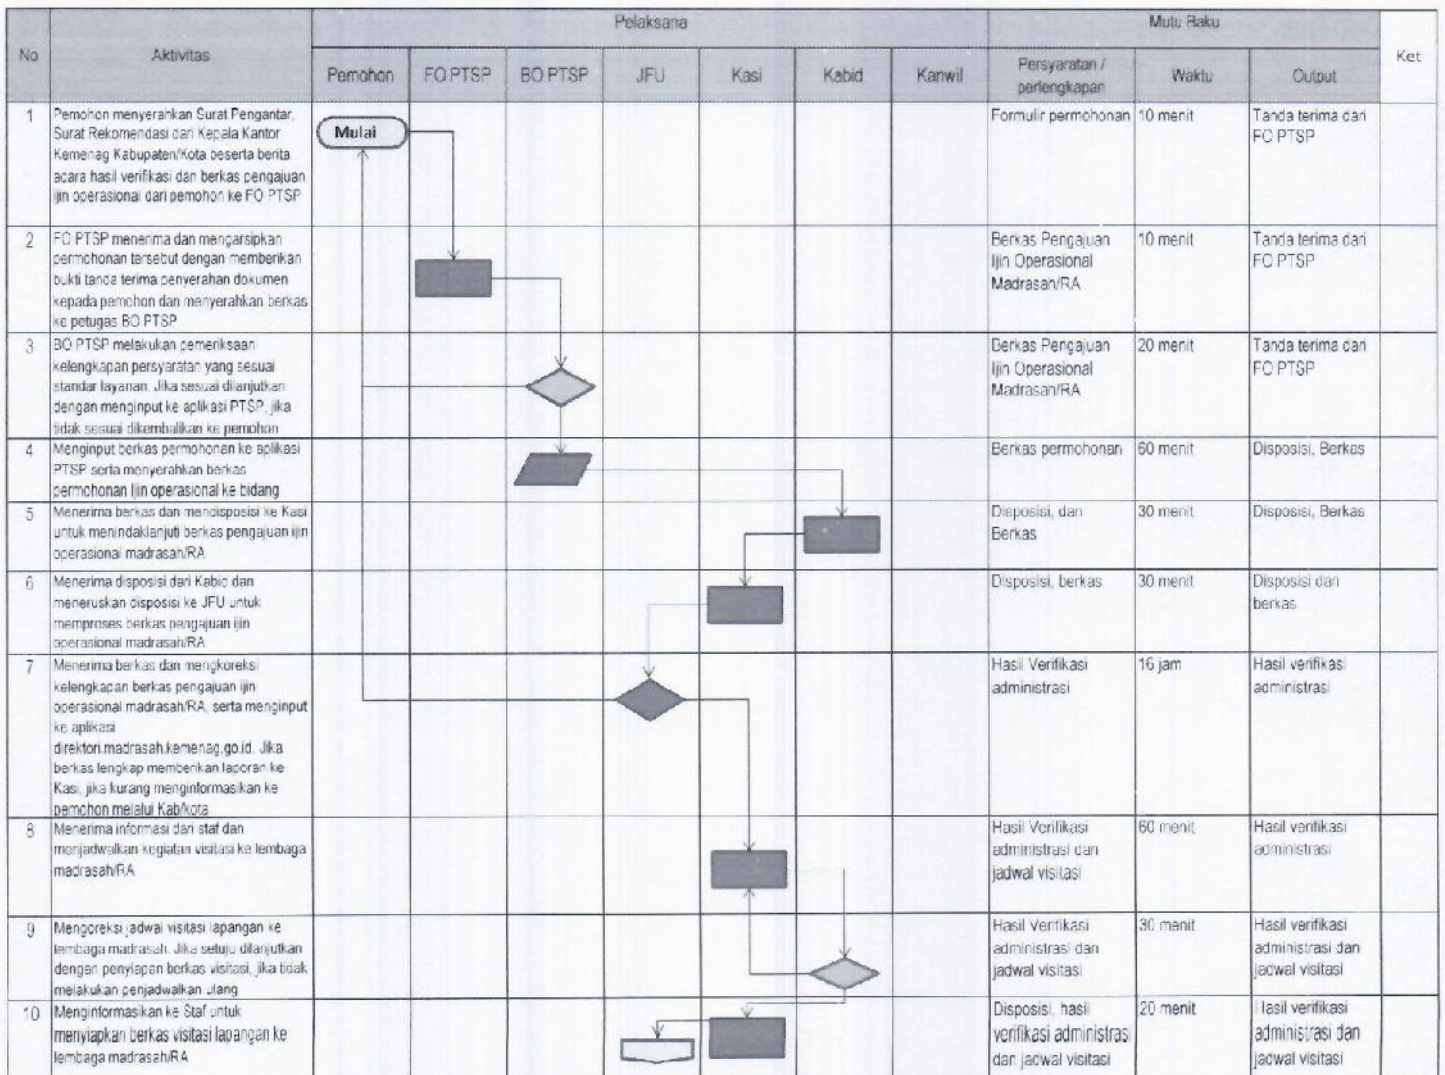 Pelaksana
Mutu Baku
No
Aktivitas
Ket
Pemohon
FO PTSP
BO PTSP
JFU
Kasi
Kabid
Kanwil
Persyaratan /
perlengkapan
Waktu
Output
1
Pemohon menyerahkan Surat Pengantar,
Surat Rekomendasi dari Kepala Kantor
Kemenag Kabupaten/Kota beserta berita
acara hasil verifikasi dan berkas pengajuan
ijin operasional dari pemohon ke FO PTSP
Mulai
Formulir permohonan
10 menit
Tanda terima dari
FO PTSP
2
FO PTSP menerima dan mengarsipkan
permohonan tersebut dengan memberikan
bukti tanda terima penyerahan dokumen
kepada pemohon dan menyerahkan berkas
ke petugas BO PTSP
Berkas Pengajuan
Ijin Operasional
Madrasah/RA
10 menit
Tanda terima dari
FO PTSP
3
BO PTSP melakukan pemeriksaan
kelengkapan persyaratan yang sesuai
standar layanan. Jika sesuai dilanjutkan
dengan menginput ke aplikasi PTSP, jika
tidak sesuai dikembalikan ke pemohon
Berkas Pengajuan
Ijin Operasional
Madrasah/RA
20 menit
Tanda terima dari
FO PTSP
4
Menginput berkas permohonan ke aplikasi
PTSP serta menyerahkan berkas
permohonan Ijin operasional ke bidang
Berkas permohonan
60 menit
Disposisi, Berkas
5
Menerima berkas dan mendisposisi ke Kasi
untuk menindaklanjuti berkas pengajuan ijin
operasional madrasah/RA
Disposisi, dan
Berkas
30 menit
Disposisi, Berkas
6
Menerima disposisi dari Kabid dan
meneruskan disposisi ke JFU untuk
memproses berkas pengajuan ijin
operasional madrasah/RA
Disposisi, berkas
30 menit
Disposisi dan
berkas
7
Menerima berkas dan mengkoreksi
kelengkapan berkas pengajuan ijin
operasional madrasah/RA, serta menginput
ke aplikasi
direktori.madrasah.kemenag.go.id. Jika
berkas lengkap memberikan laporan ke
Kasi, jika kurang menginformasikan ke
pemohon melalui Kab/kota
Hasil Verifikasi
administrasi
16 jam
Hasil verifikasi
administrasi
8
Menerima informasi dari staf dan
menjadwalkan kegiatan visitasi ke lembaga
madrasah/RA
Hasil Verifikasi
administrasi dan
jadwal visitasi
60 menit
Hasil verifikasi
administrasi
9
Mengoreksi jadwal visitasi lapangan ke
lembaga madrasah. Jika setuju dilanjutkan
dengan penyiapan berkas visitasi, jika tidak
melakukan penjadwalkan ulang
Hasil Verifikasi
administrasi dan
jadwal visitasi
30 menit
Hasil verifikasi
administrasi dan
jadwal visitasi
10
Menginformasikan ke Staf untuk
menyiapkan berkas visitasi lapangan ke
lembaga madrasah/RA
Disposisi, hasil
verifikasi administrasi
dan jadwal visitasi
20 menit
Hasil verifikasi
administrasi dan
jadwal visitasi